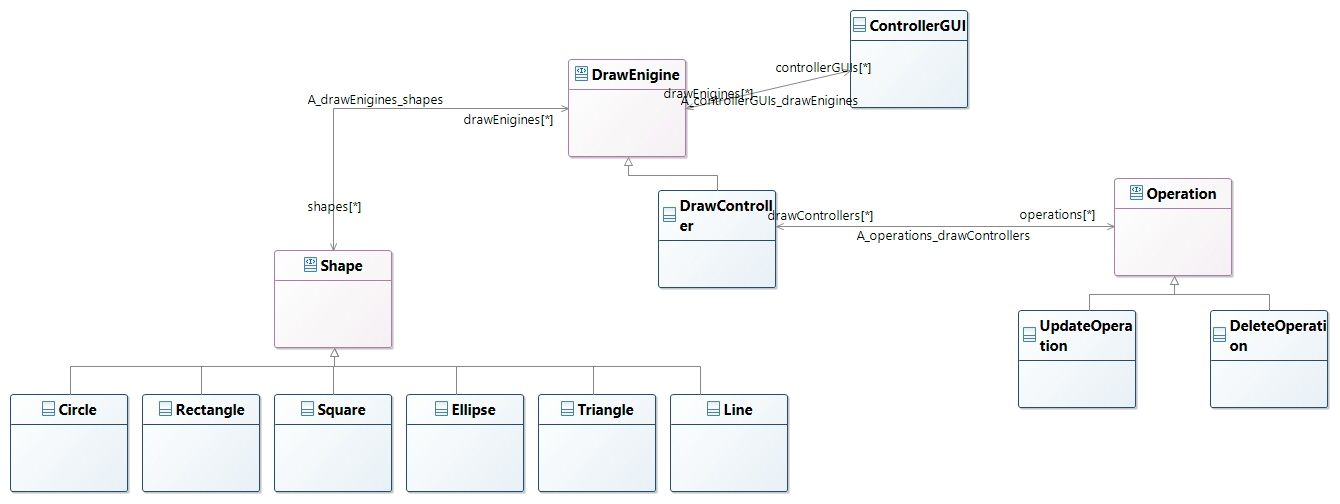 ControllerGUI
controllerGUIs[*]
DrawEnigine
drawEnigines[*]
A_controllerGUIs_drawEnigines
A_drawEnigines_shapes
drawEnigines[*]
shapes[*]
DrawControll
er
drawControllers[*]
operations[*]
A_operations_drawControllers
Operation
Shape
UpdateOpera
tion
DeleteOperati
on
Circle
Rectangle
Square
Ellipse
Triangle
Line